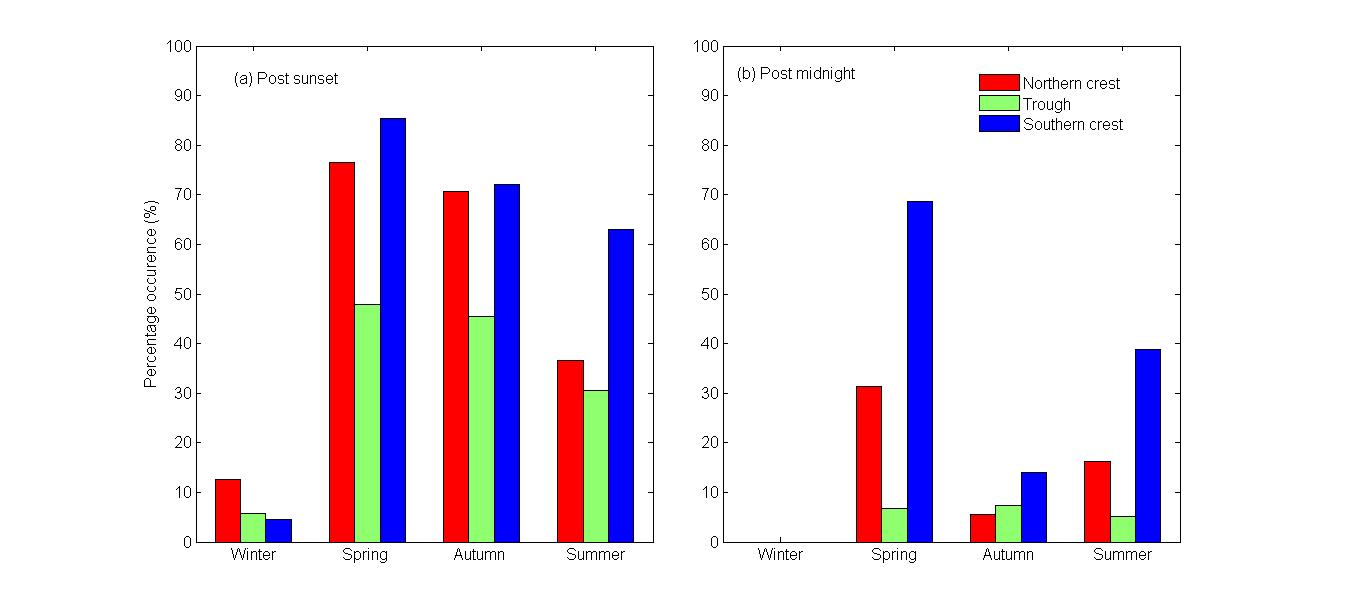 (a) Post sunset
Percentage occurence (%)
100
90
80
70
60
50
40
30
20
10
0
Winter
Spring
Autumn
Summer
(b) Post midnight
Northern crest
Trough
Southern crest
100
90
80
70
60
50
40
30
20
10
0
Winter
Spring
Autumn
Summer